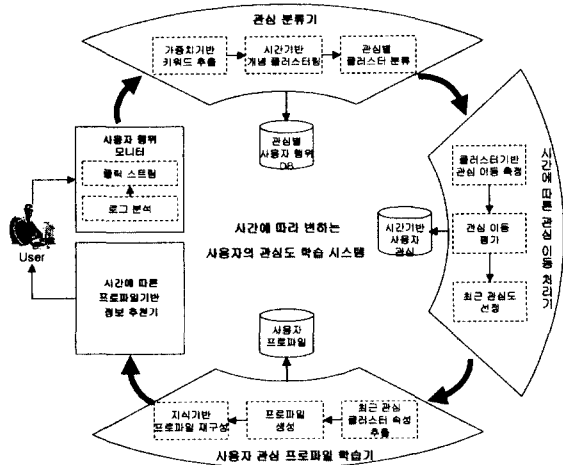 관심 분류기
가중치기반
키워드 추출
시간기반
개념 클러스터링
관심별
클러스터 분류
사용자 행위
모니터
클릭 스트림
로그 분석
관심별
사용자 행위
DB
클러스터기반
관심 이동 측정
관심 이동
평가
최근 관심도
선정
시간에 따른 관심 이동 처리기
시간기반
사용자
관심
시간에 따라 변하는
사용자의 관심도 학습 시스템
User
시간에 따른
프로파일기반
정보 추천기
사용자
프로파일
지식기반
프로파일 재구성
프로파일
생성
최근 관심
클러스터 속성
추출
사용자 관심 프로파일 학습기